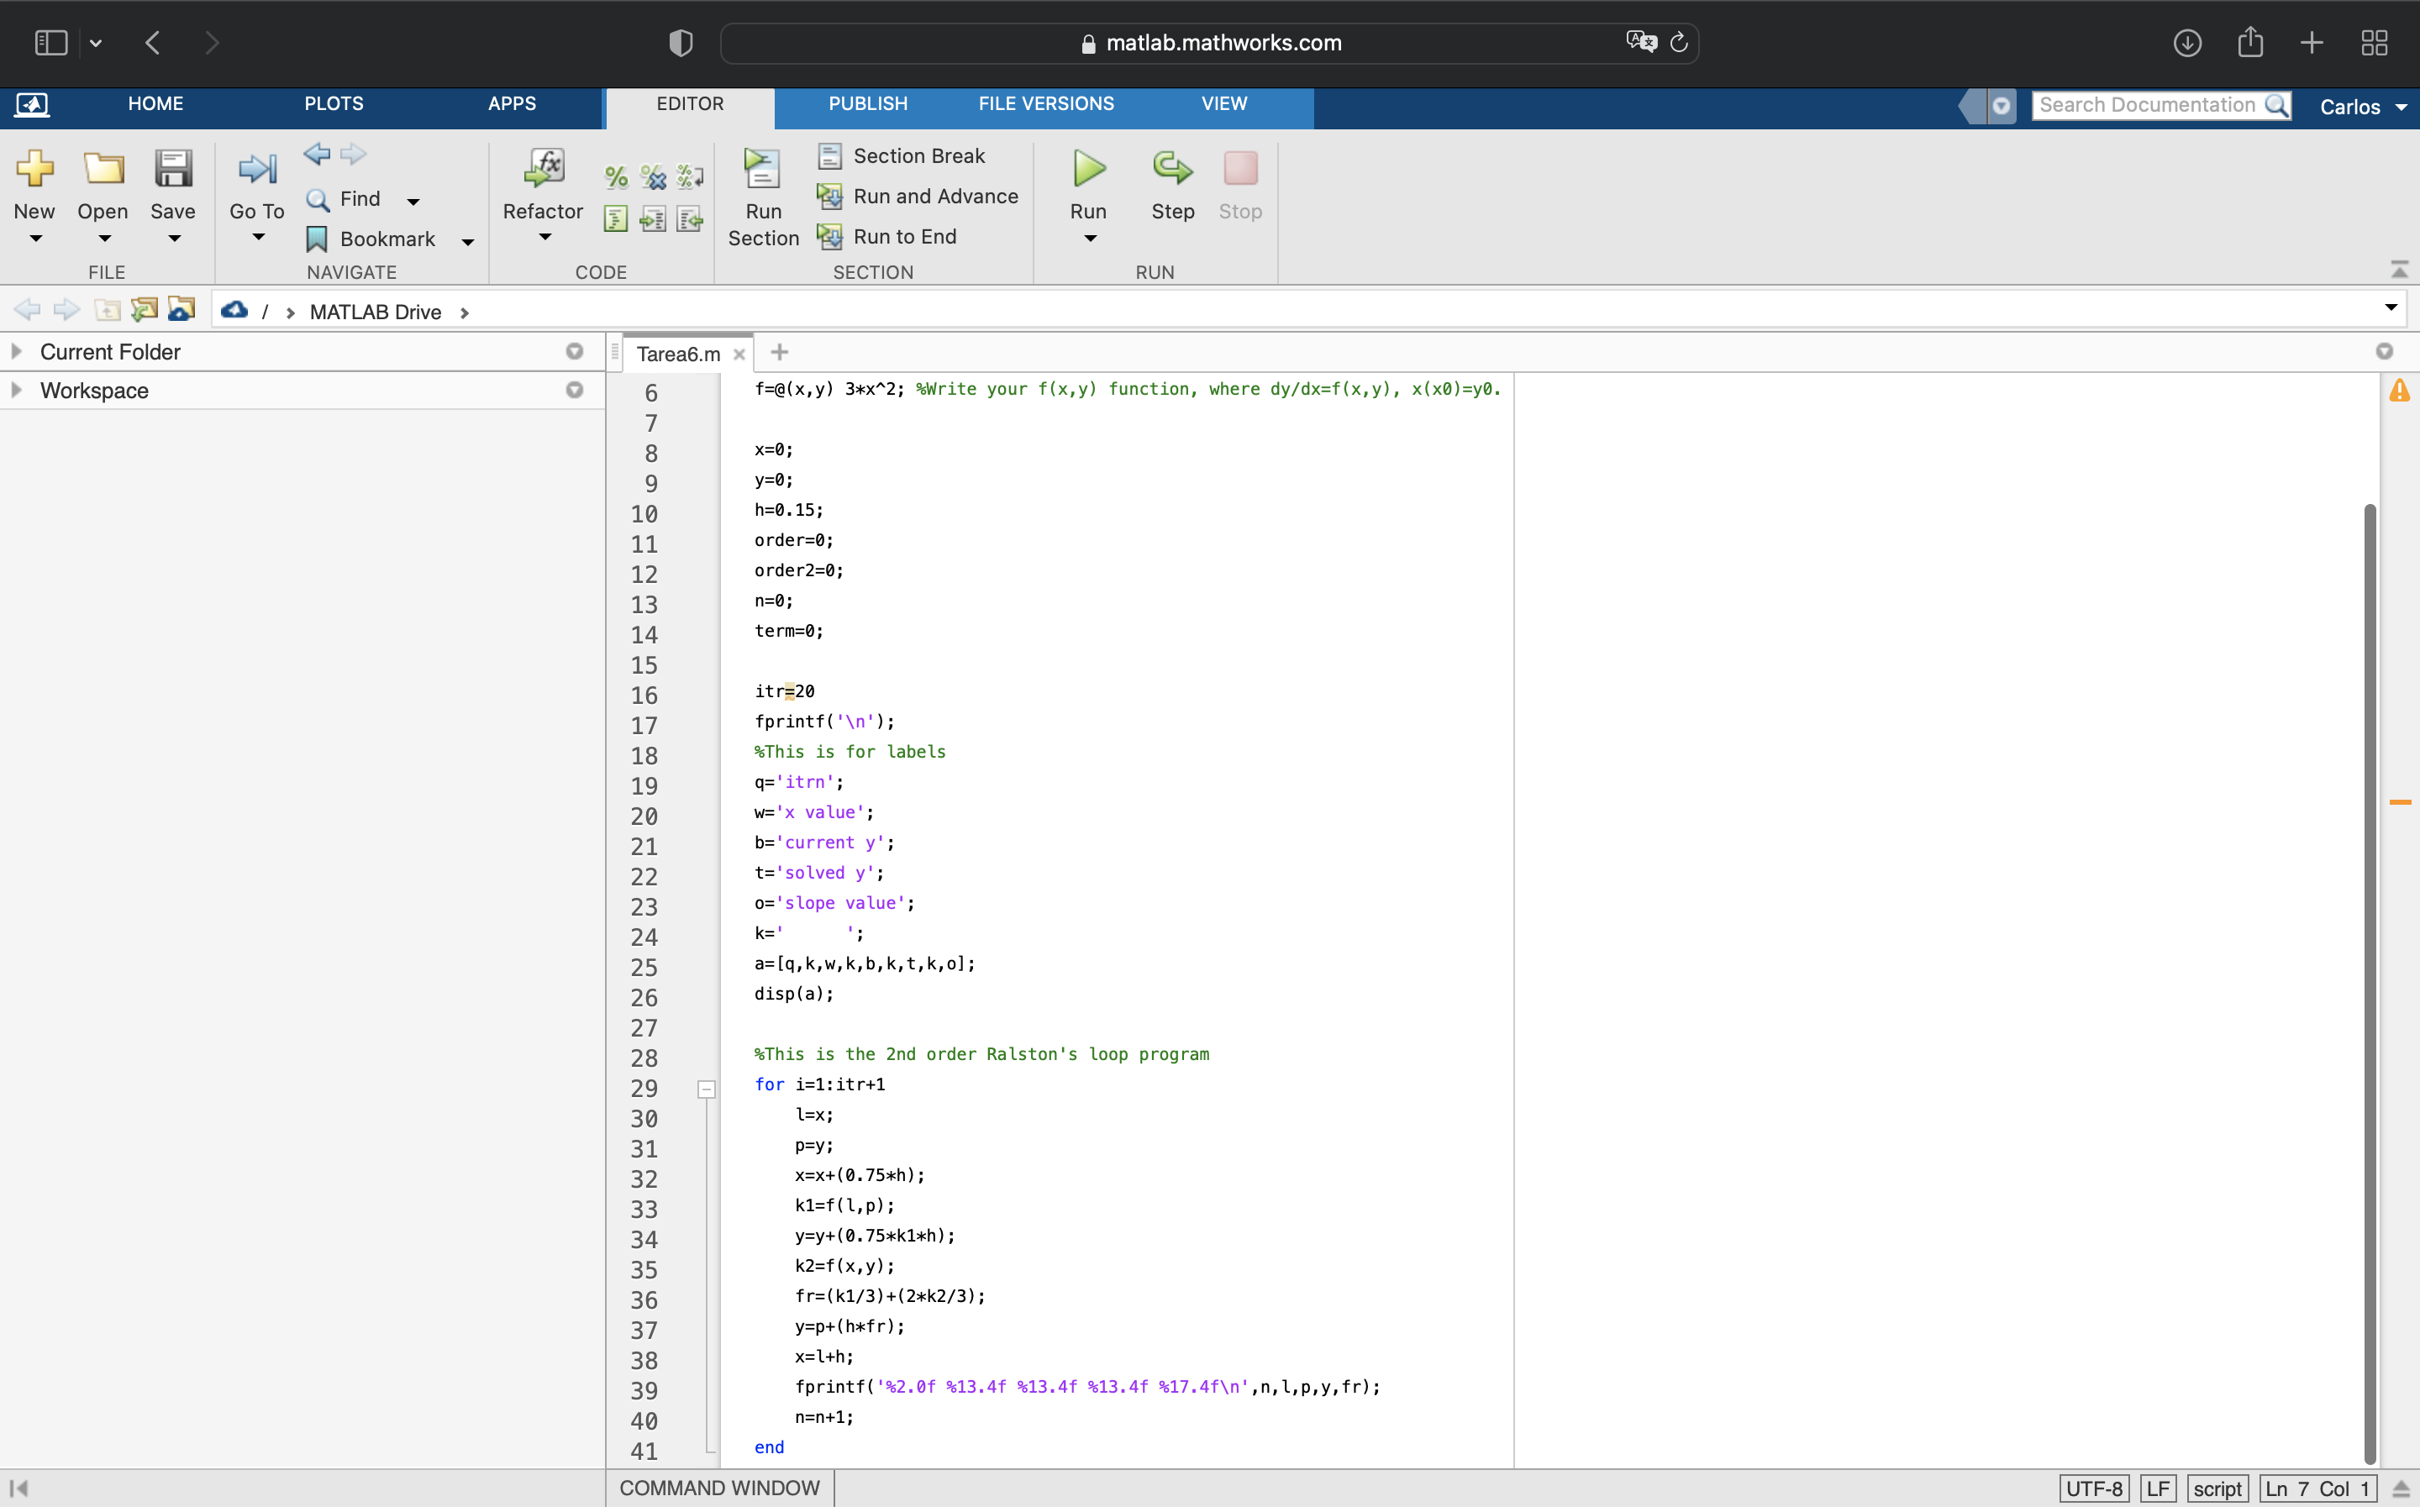 matlab.mathworks.com
HOME PLOTS APPS EDITOR PUBLISH FILE VERSIONS VIEW Search Documentation Carlos
New Open Save Go To Find Bookmark Refactor Run Section Section Break Run and Advance Run to End Run Step Stop
FILE NAVIGATE CODE SECTION RUN
/ > MATLAB Drive >
Current Folder
Workspace
Tarea6.m × +
6 f=@(x,y) 3*x^2; %Write your f(x,y) function, where dy/dx=f(x,y), x(x0)=y0.
7
8 x=0;
9 y=0;
10 h=0.15;
11 order=0;
12 order2=0;
13 n=0;
14 term=0;
15
16 itr=20
17 fprintf('\n');
18 %This is for labels
19 q='itrn';
20 w='x value';
21 b='current y';
22 t='solved y';
23 o='slope value';
24 k='      ';
25 a=[q,k,w,k,b,k,t,k,o];
26 disp(a);
27
28 %This is the 2nd order Ralston's loop program
29 for i=1:itr+1
30     l=x;
31     p=y;
32     x=x+(0.75*h);
33     k1=f(l,p);
34     y=y+(0.75*k1*h);
35     k2=f(x,y);
36     fr=(k1/3)+(2*k2/3);
37     y=p+(h*fr);
38     x=l+h;
39     fprintf('%2.0f %13.4f %13.4f %13.4f %17.4f\n',n,l,p,y,fr);
40     n=n+1;
41 end
COMMAND WINDOW
UTF-8 LF script Ln 7 Col 1